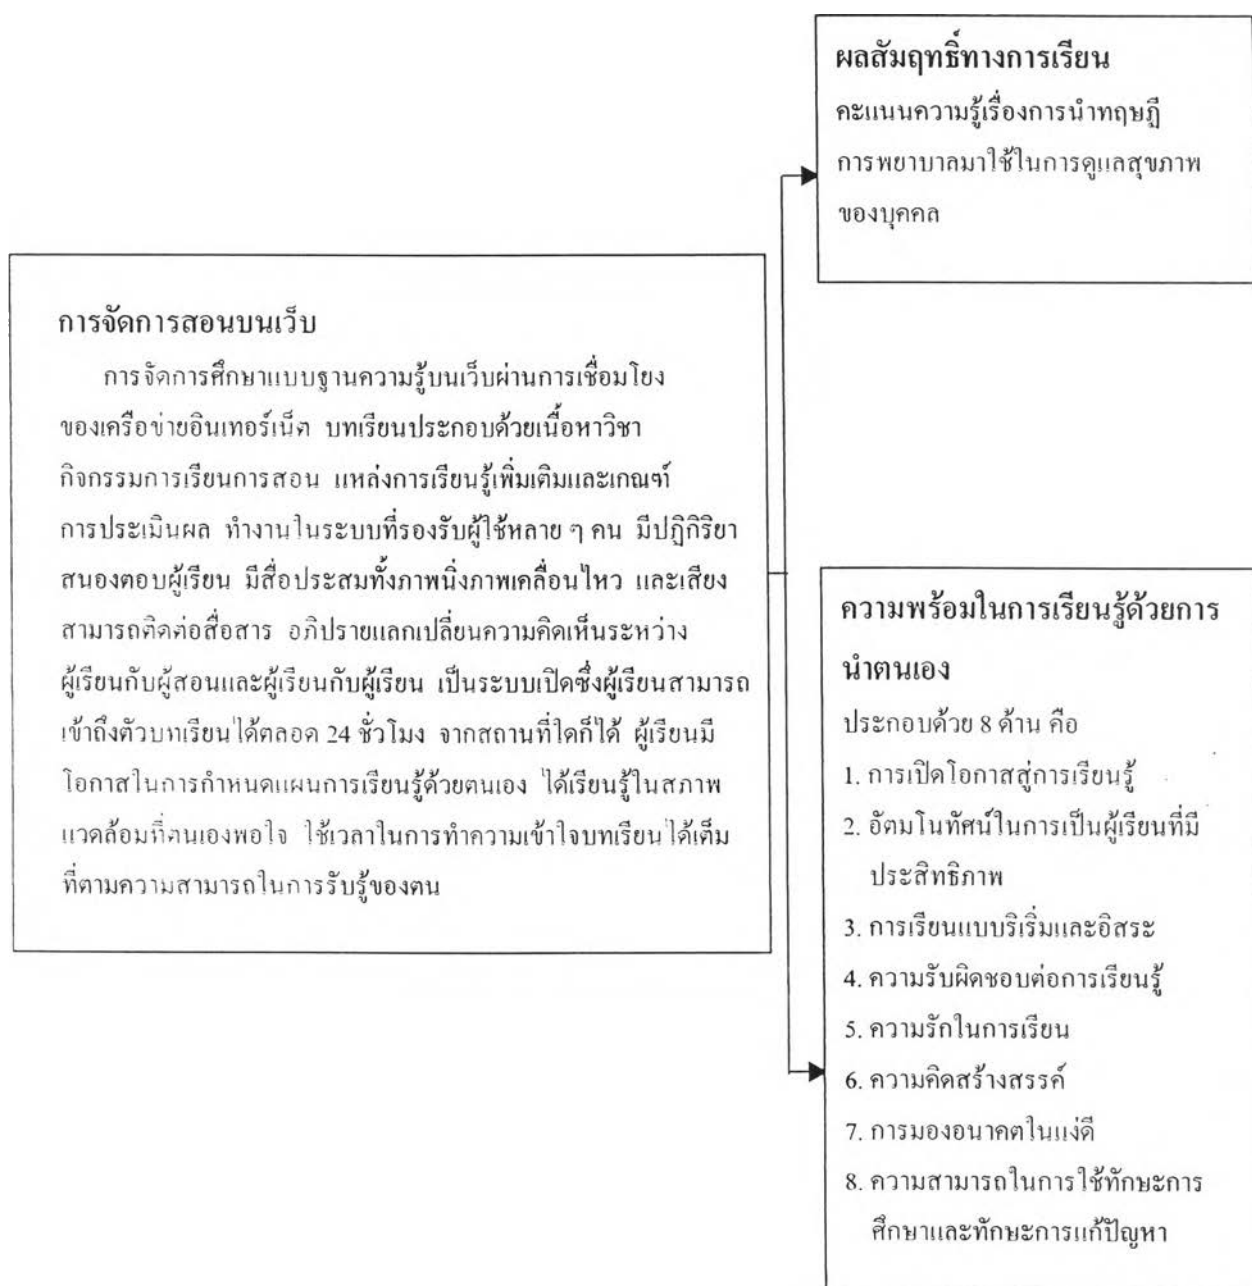 ผลสัมฤทธิ์ทางการเรียน
คะแนนความรู้เรื่องการนำทฤษฎี
การพยาบาลมาใช้ในการดูแลสุขภาพ
ของบุคคล
การจัดการสอนบนเว็บ
การจัดการศึกษาแบบฐานความรู้บนเว็บผ่านการเชื่อมโยง
ของเครือข่ายอินเทอร์เน็ต บทเรียนประกอบด้วยเนื้อหาวิชา
กิจกรรมการเรียนการสอน แหล่งการเรียนรู้เพิ่มเติมและเกณฑ์
การประเมินผล ทำงานในระบบที่รองรับผู้ใช้หลาย ๆ คน มีปฏิกิริยา
สนองตอบผู้เรียน มีสื่อประสมทั้งภาพนิ่งภาพเคลื่อนไหว และเสียง
สามารถติดต่อสื่อสาร อภิปรายแลกเปลี่ยนความคิดเห็นระหว่าง
ผู้เรียนกับผู้สอนและผู้เรียนกับผู้เรียน เป็นระบบเปิดซึ่งผู้เรียนสามารถ
เข้าถึงตัวบทเรียนได้ตลอด 24 ชั่วโมง จากสถานที่ใดก็ได้ ผู้เรียนมี
โอกาสในการกำหนดแผนการเรียนรู้ด้วยตนเอง ได้เรียนรู้ในสภาพ
แวดล้อมที่ตนเองพอใจ ใช้เวลาในการทำความเข้าใจบทเรียนได้เต็ม
ที่ตามความสามารถในการรับรู้ของตน
ความพร้อมในการเรียนรู้ด้วยการ
นำตนเอง
ประกอบด้วย 8 ด้าน คือ
1. การเปิดโอกาสสู่การเรียนรู้
2. อัตมโนทัศน์ในการเป็นผู้เรียนที่มี
ประสิทธิภาพ
3. การเรียนแบบริเริ่มและอิสระ
4. ความรับผิดชอบต่อการเรียนรู้
5. ความรักในการเรียน
6. ความคิดสร้างสรรค์
7. การมองอนาคตในแง่ดี
8. ความสามารถในการใช้ทักษะการ
ศึกษาและทักษะการแก้ปัญหา